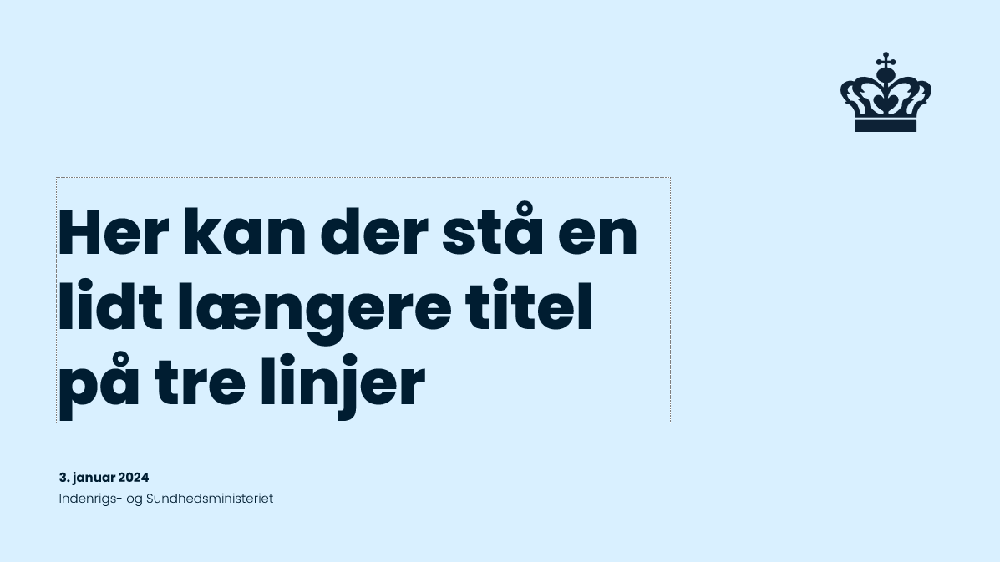 Her kan der stå en
lidt længere titel
på tre linjer
3. januar 2024
Indenrigs- og Sundhedsministeriet